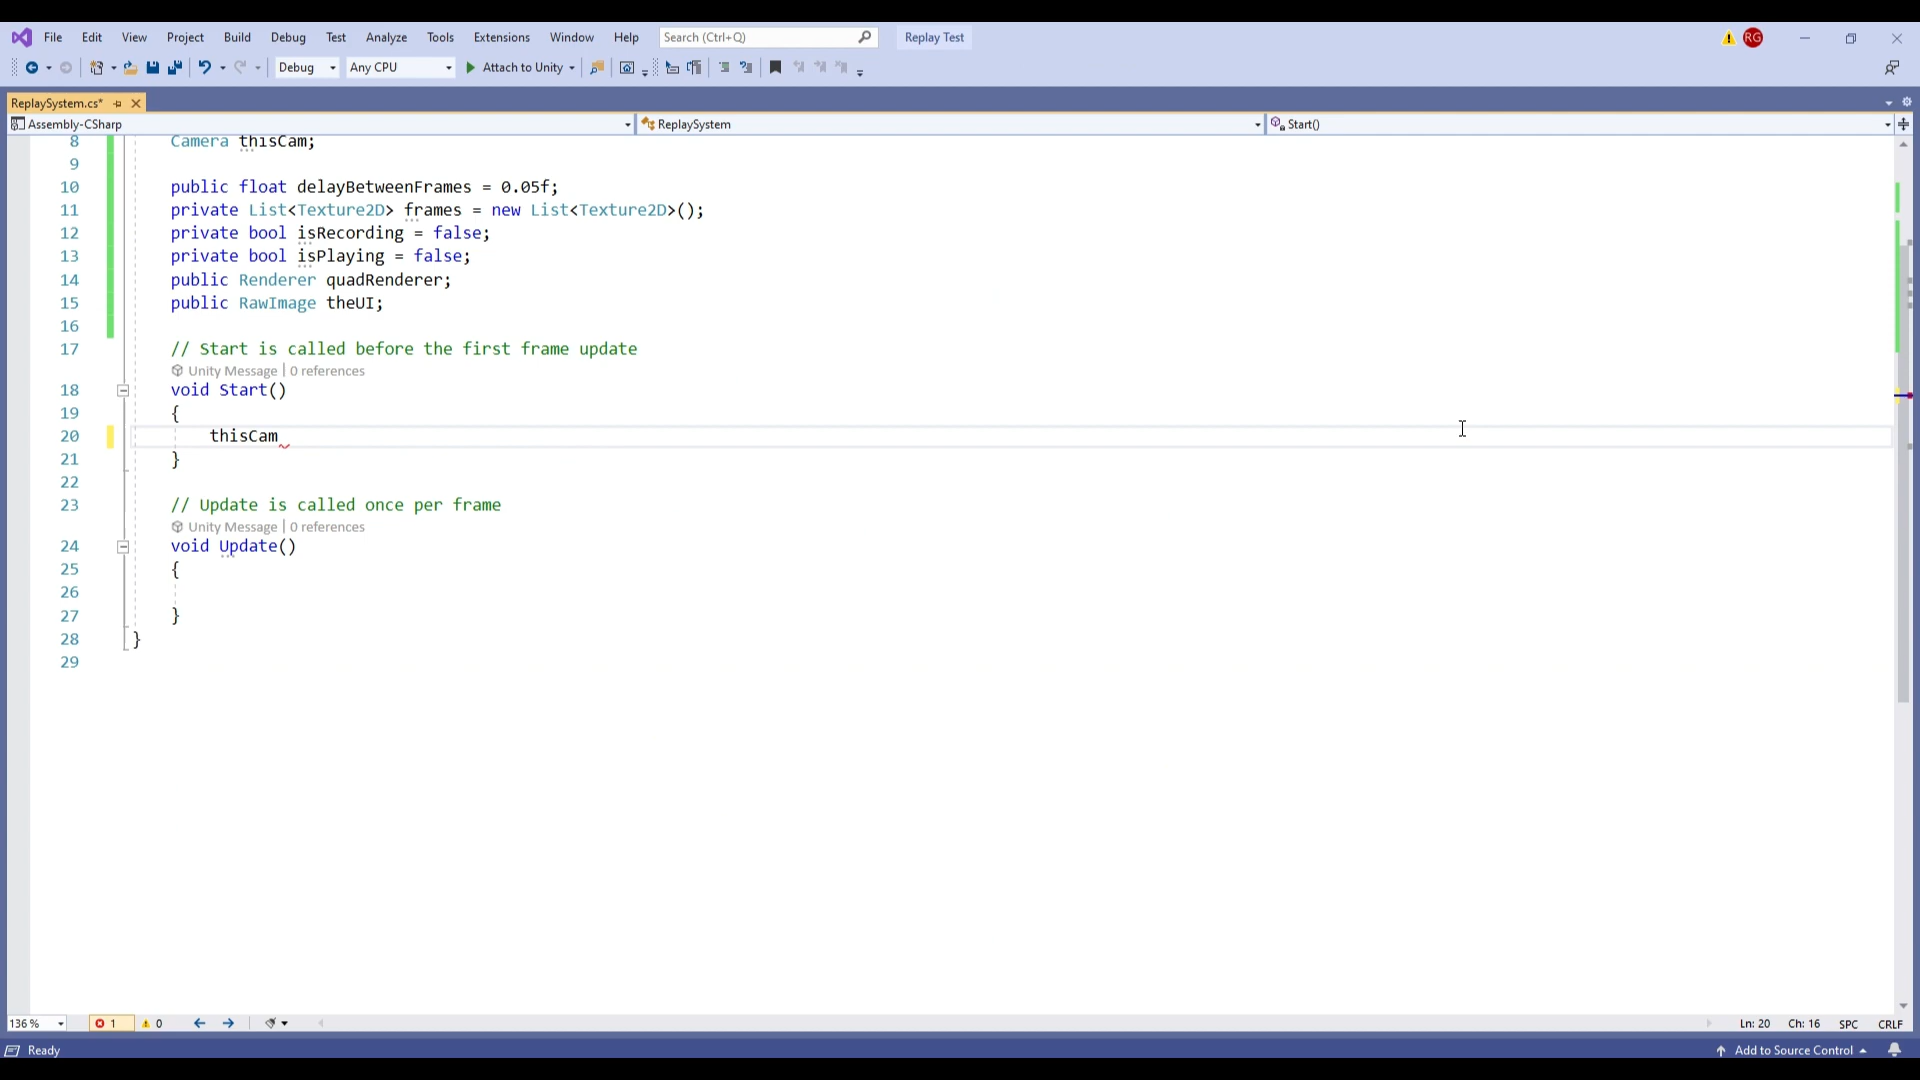 File Edit View Project Build Debug Test Analyze Tools Extensions Window Help Search (Ctrl+Q) Replay Test RG
Debug Any CPU Attach to Unity
ReplaySystem.cs*
Assembly-CSharp ReplaySystem Start()
8 Camera thisCam;
9
10 public float delayBetweenFrames = 0.05f;
11 private List<Texture2D> frames = new List<Texture2D>();
12 private bool isRecording = false;
13 private bool isPlaying = false;
14 public Renderer quadRenderer;
15 public RawImage theUI;
16
17 // Start is called before the first frame update
Unity Message | 0 references
18 void Start()
19 {
20 thisCam
21 }
22
23 // Update is called once per frame
Unity Message | 0 references
24 void Update()
25 {
26
27 }
28 }
29
136 % 1 0 Ln: 20 Ch: 16 SPC CRLF
Ready Add to Source Control